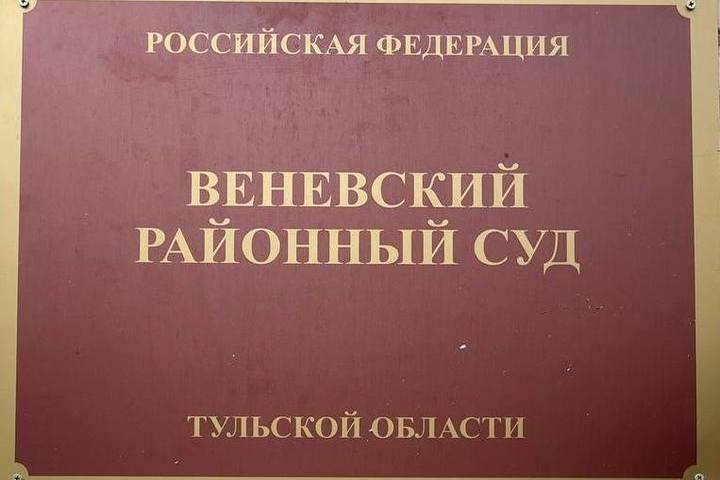 РОССИЙСКАЯ ФЕДЕРАЦИЯ
ВЕНЕВСКИЙ
РАЙОННЫЙ СУД
ТУЛЬСКОЙ ОБЛАСТИ